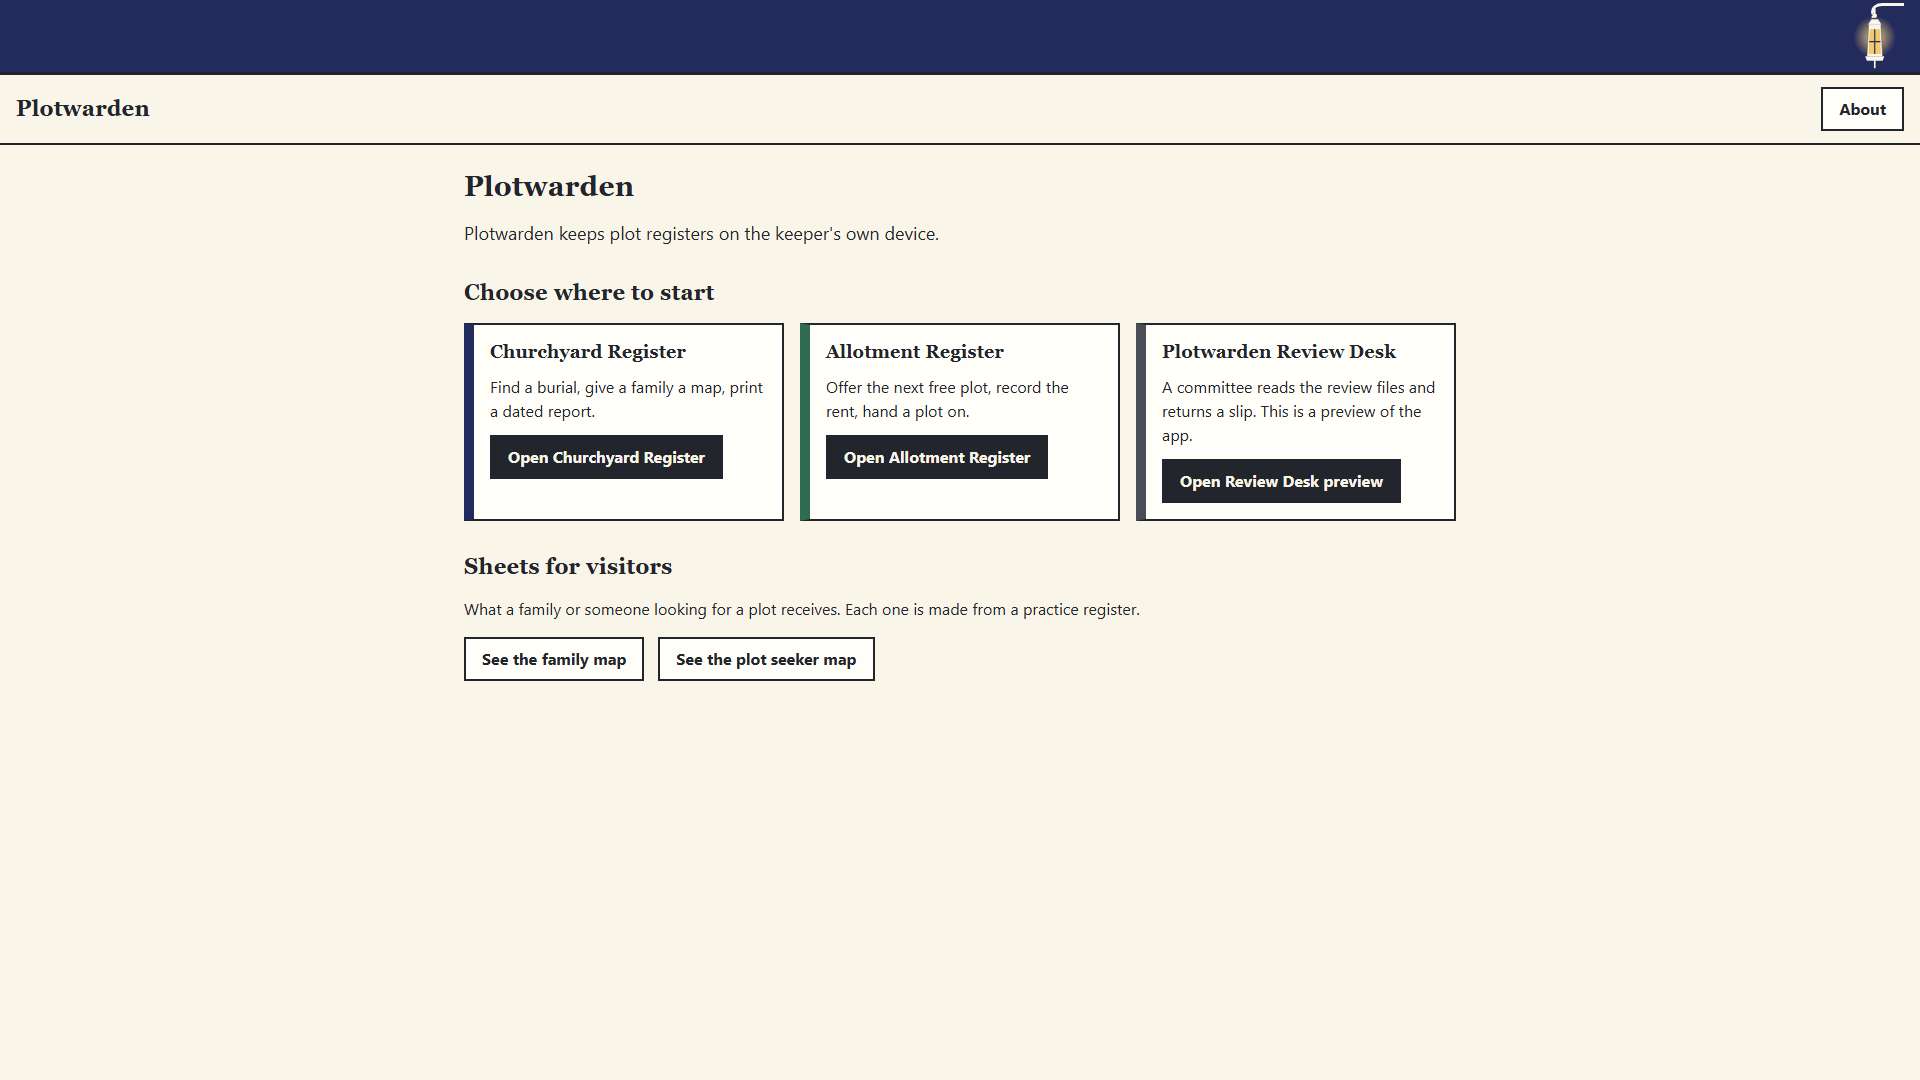 Plotwarden
About
Plotwarden
Plotwarden keeps plot registers on the keeper's own device.
Choose where to start
Churchyard Register
Find a burial, give a family a map, print
a dated report.
Open Churchyard Register
Allotment Register
Offer the next free plot, record the
rent, hand a plot on.
Open Allotment Register
Plotwarden Review Desk
A committee reads the review files and
returns a slip. This is a preview of the
app.
Open Review Desk preview
Sheets for visitors
What a family or someone looking for a plot receives. Each one is made from a practice register.
See the family map
See the plot seeker map